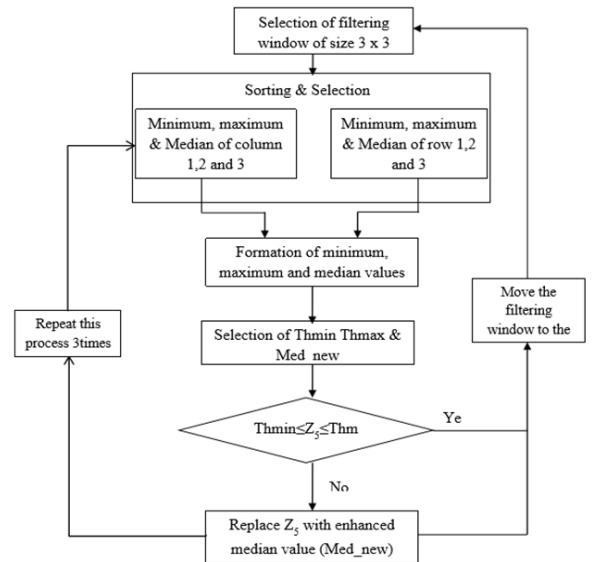 Selection of filtering
window of size 3 x 3
Sorting & Selection
Minimum, maximum
& Median of column
1,2 and 3
Minimum, maximum
& Median of row 1,2
and 3
Formation of minimum,
maximum and median values
Repeat this
process 3times
Move the
filtering
window to the
Selection of Thmin Thmax &
Med_new
Thmin≤Z₅≤Thm
Ye
No
Replace Z₅ with enhanced
median value (Med_new)